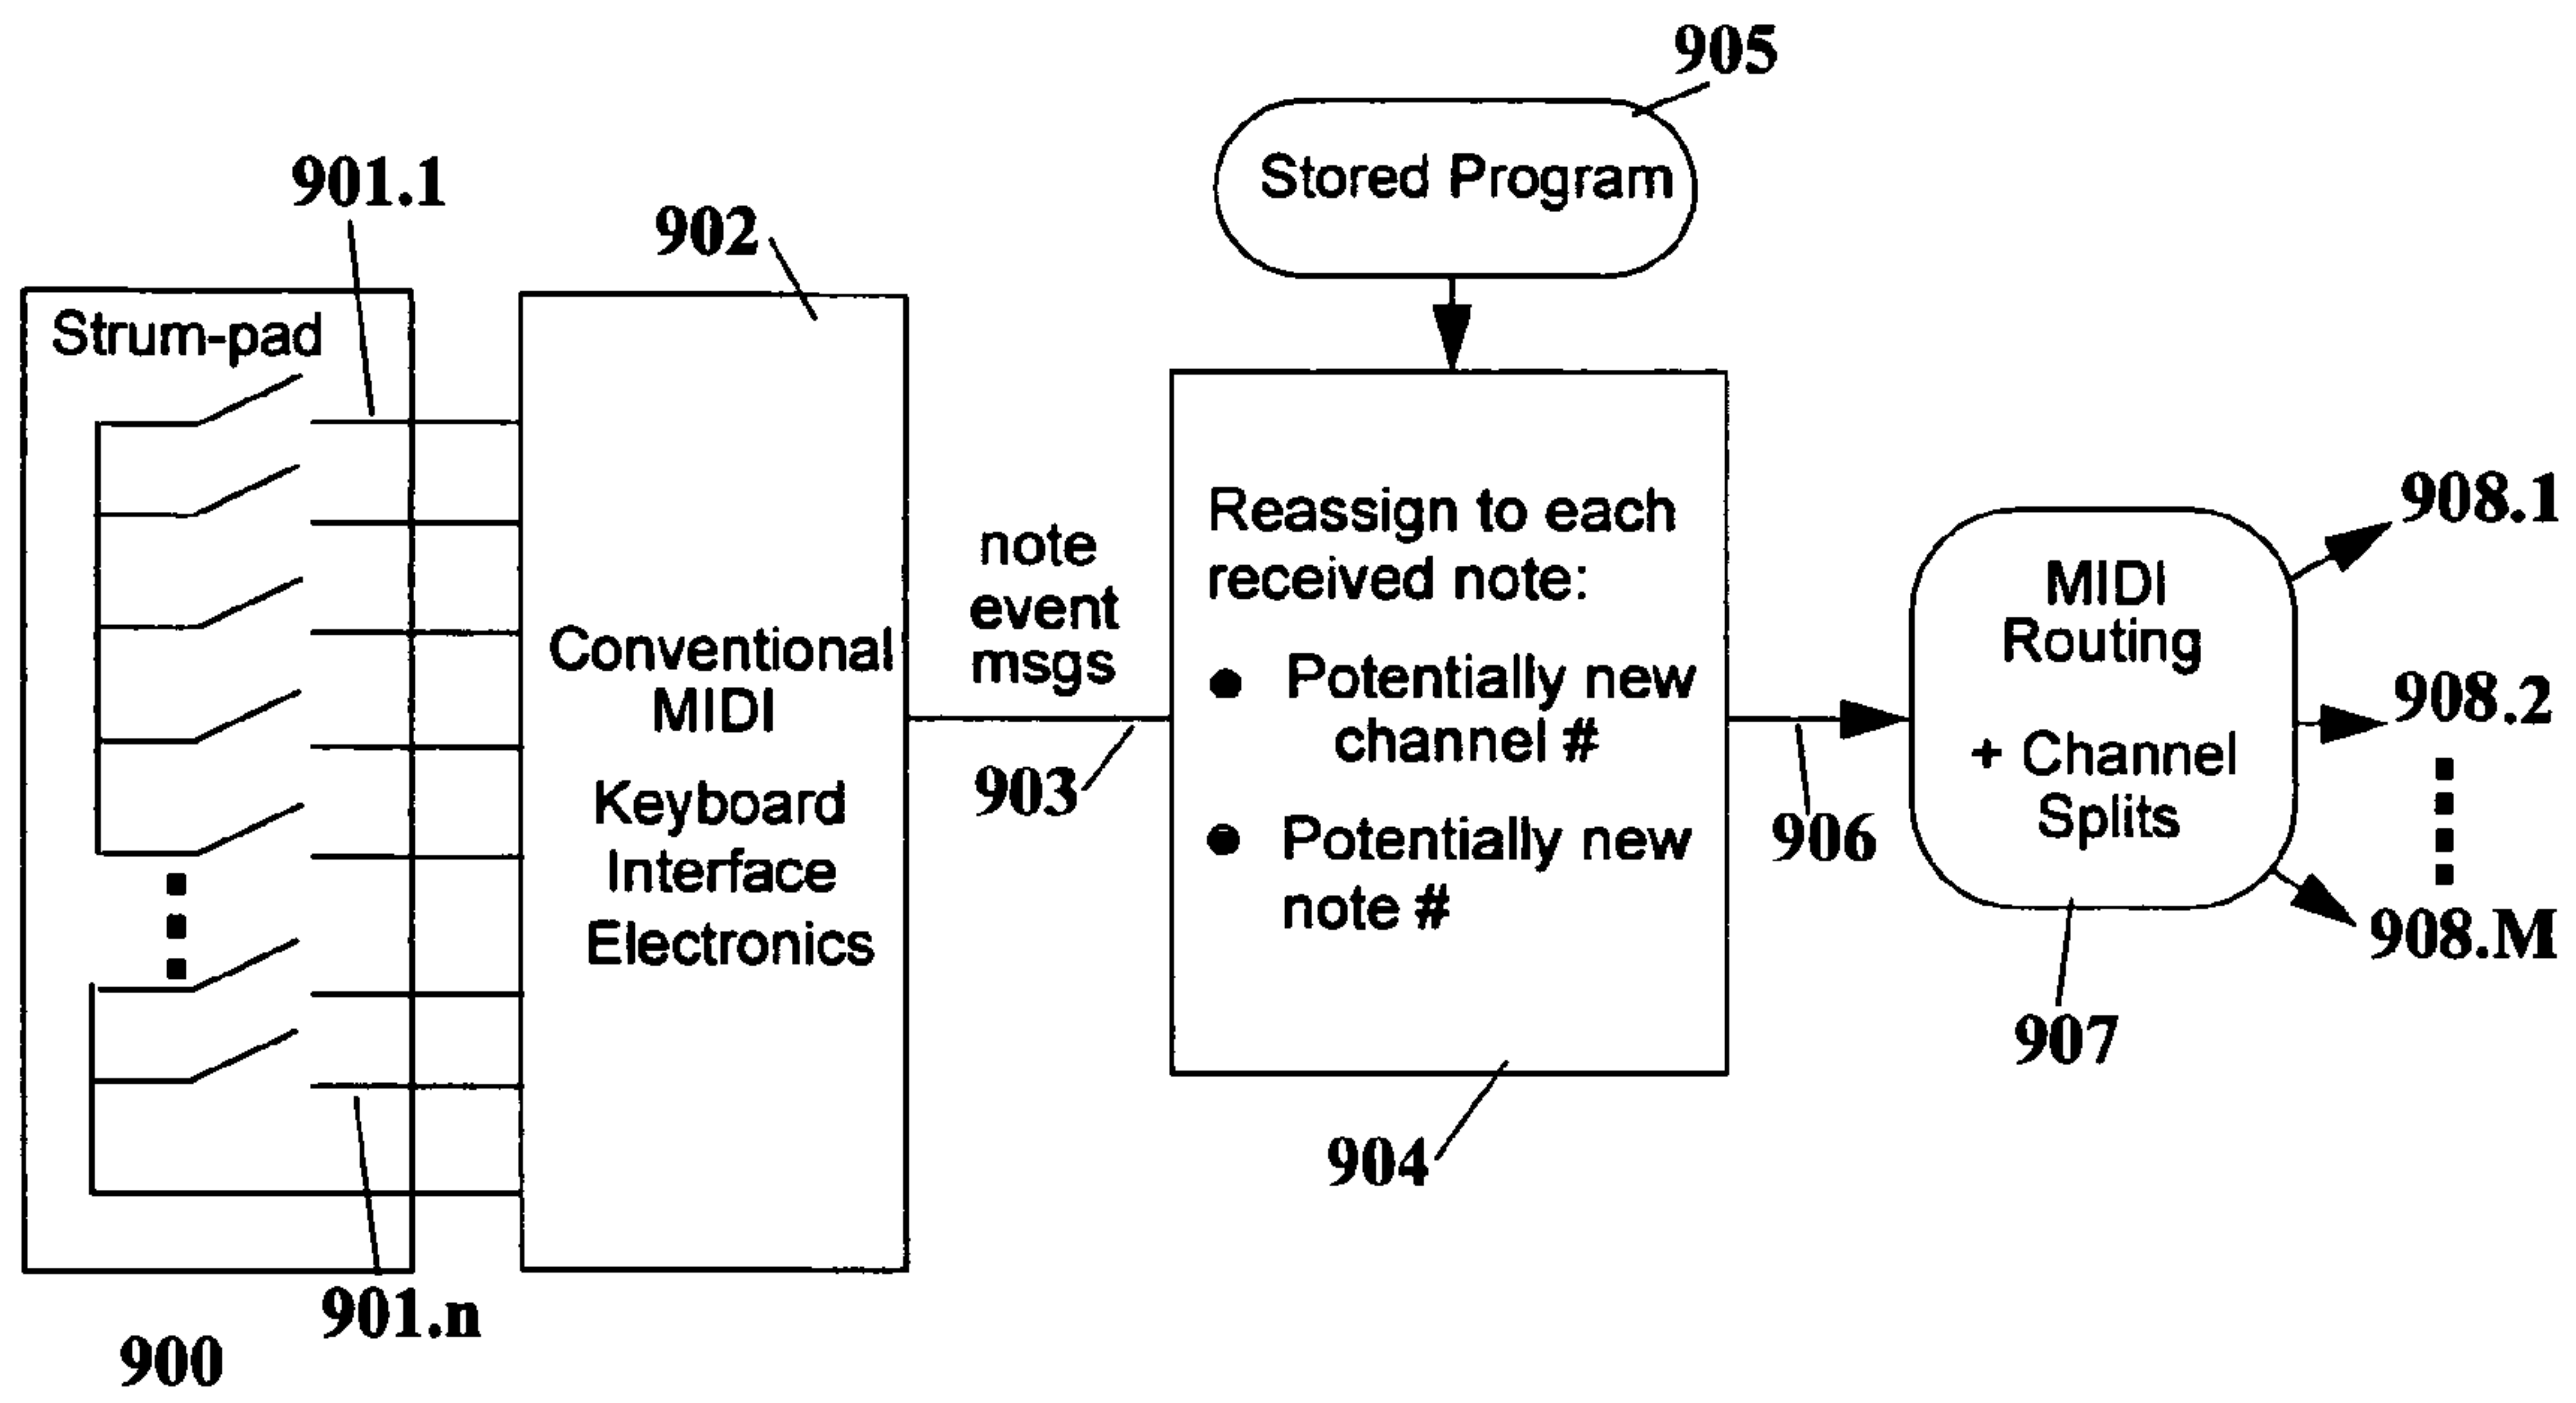 905
Stored Program
901.1
902
Strum-pad
Conventional
MIDI
Keyboard
Interface
Electronics
note
event
msgs
903
Reassign to each
received note:
● Potentially new
channel #
● Potentially new
note #
904
906
MIDI
Routing
+ Channel
Splits
907
908.1
908.2
908.M
901.n
900